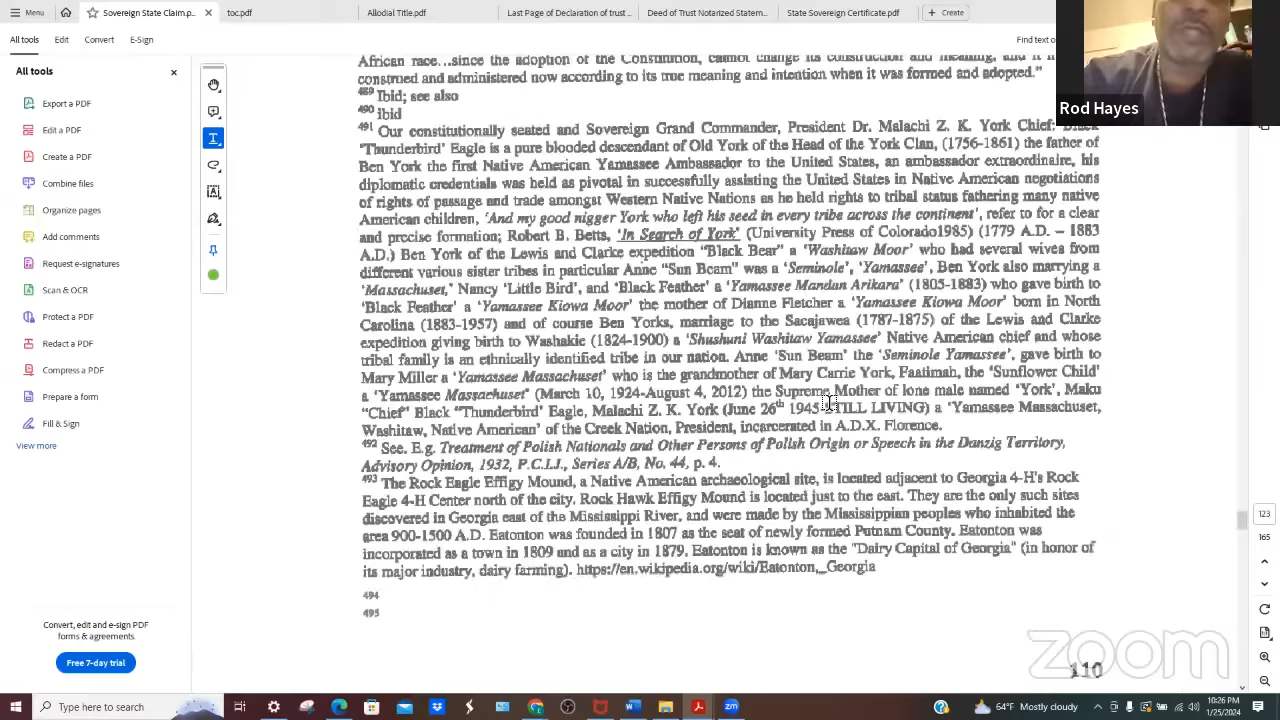 Menu
Sovereign State Claim.p...
toc.pdf
Allodial Title.pdf
Last Page of Declaration of trust ...
Deed of Trust Notarized Statem...
State Sovereign Certificate.pdf
+ Create
All tools
Edit
Convert
E-Sign
Find text o
Rod Hayes
All tools
Export a PDF
Edit a PDF
Create a PDF
Combine files
Organize pages
Add comments
Request e-signatures
Scan & OCR
Protect a PDF
Redact a PDF
Compress a PDF
Prepare a form
Fill & Sign
View more
Convert, edit and e-sign PDF
forms & agreements.
Free 7-day trial
African race...since the adoption of the Constitution, cannot change its construction and meaning, and it
construed and administered now according to its true meaning and intention when it was formed and adopted."
489 Ibid; see also
490 Ibid
491 Our constitutionally seated and Sovereign Grand Commander, President Dr. Malachi Z. K. York Chief: Black
'Thunderbird' Eagle is a pure blooded descendant of Old York of the Head of the York Clan, (1756-1861) the father of
Ben York the first Native American Yamassee Ambassador to the United States, an ambassador extraordinaire, his
diplomatic credentials was held as pivotal in successfully assisting the United States in Native American negotiations
of rights of passage and trade amongst Western Native Nations as he held rights to tribal status fathering many native
American children, 'And my good nigger York who left his seed in every tribe across the continent', refer to for a clear
and precise formation; Robert B. Betts, 'In Search of York' (University Press of Colorado1985) (1779 A.D. – 1883
A.D.) Ben York of the Lewis and Clarke expedition "Black Bear" a 'Washitaw Moor' who had several wives from
different various sister tribes in particular Anne "Sun Beam" was a 'Seminole', 'Yamassee', Ben York also marrying a
'Massachuset,' Nancy 'Little Bird', and 'Black Feather' a 'Yamassee Mandan Arikara' (1805-1883) who gave birth to
'Black Feather' a 'Yamassee Kiowa Moor' the mother of Dianne Fletcher a 'Yamassee Kiowa Moor' born in North
Carolina (1883-1957) and of course Ben Yorks, marriage to the Sacajawea (1787-1875) of the Lewis and Clarke
expedition giving birth to Washakie (1824-1900) a 'Shushuni Washitaw Yamassee' Native American chief and whose
tribal family is an ethnically identified tribe in our nation. Anne 'Sun Beam' the 'Seminole Yamassee', gave birth to
Mary Miller a 'Yamassee Massachuset' who is the grandmother of Mary Carrie York, Faatimah, the 'Sunflower Child'
a 'Yamassee Massachuset' (March 10, 1924-August 4, 2012) the Supreme Mother of lone male named 'York', Maku
"Chief" Black "Thunderbird' Eagle, Malachi Z. K. York (June 26th 1945 STILL LIVING) a 'Yamassee Massachuset,
Washitaw, Native American' of the Creek Nation, President, incarcerated in A.D.X. Florence.
492 See. E.g. Treatment of Polish Nationals and Other Persons of Polish Origin or Speech in the Danzig Territory,
Advisory Opinion, 1932, P.C.I.J., Series A/B, No. 44, p. 4.
493 The Rock Eagle Effigy Mound, a Native American archaeological site, is located adjacent to Georgia 4-H's Rock
Eagle 4-H Center north of the city. Rock Hawk Effigy Mound is located just to the east. They are the only such sites
discovered in Georgia east of the Mississippi River, and were made by the Mississippian peoples who inhabited the
area 900-1500 A.D. Eatonton was founded in 1807 as the seat of newly formed Putnam County. Eatonton was
incorporated as a town in 1809 and as a city in 1879. Eatonton is known as the "Dairy Capital of Georgia" (in honor of
its major industry, dairy farming). https://en.wikipedia.org/wiki/Eatonton,_Georgia
494
495
110
123
165
zoom
Type here to search
64°F Mostly cloudy
10:26 PM
1/25/2024